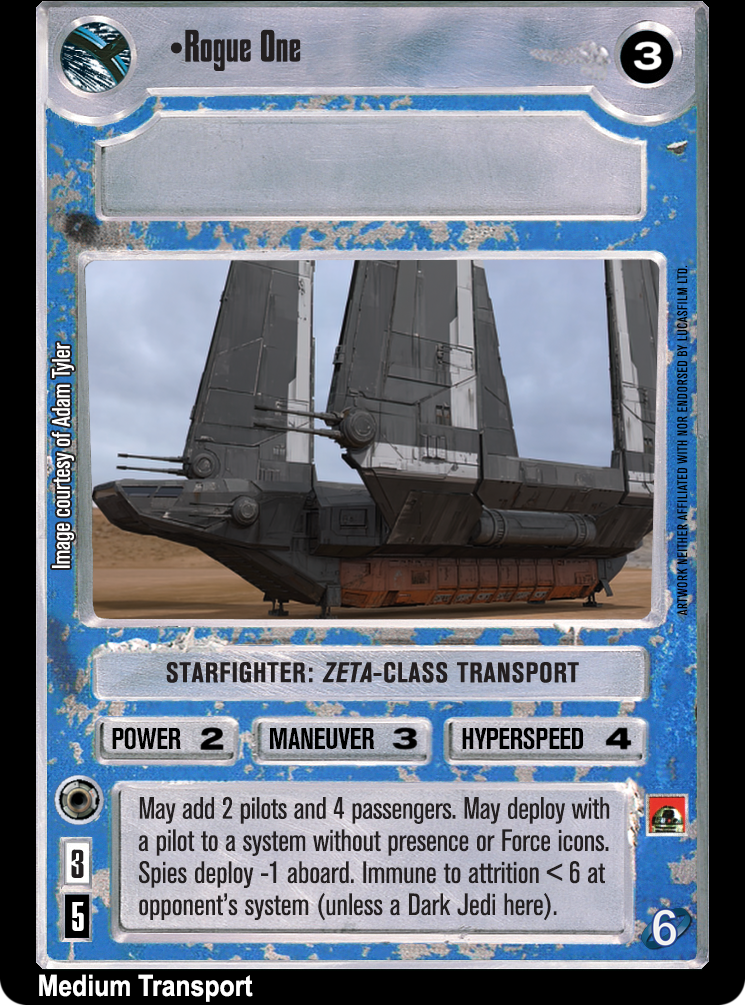 •Rogue One
3
Image courtesy of Adam Tyler
ARTWORK NEITHER AFFILIATED WITH NOR ENDORSED BY LUCASFILM LTD.
STARFIGHTER: ZETA-CLASS TRANSPORT
POWER 2 MANEUVER 3 HYPERSPEED 4
May add 2 pilots and 4 passengers. May deploy with
a pilot to a system without presence or Force icons.
Spies deploy -1 aboard. Immune to attrition < 6 at
opponent's system (unless a Dark Jedi here).
3
5
6
Medium Transport